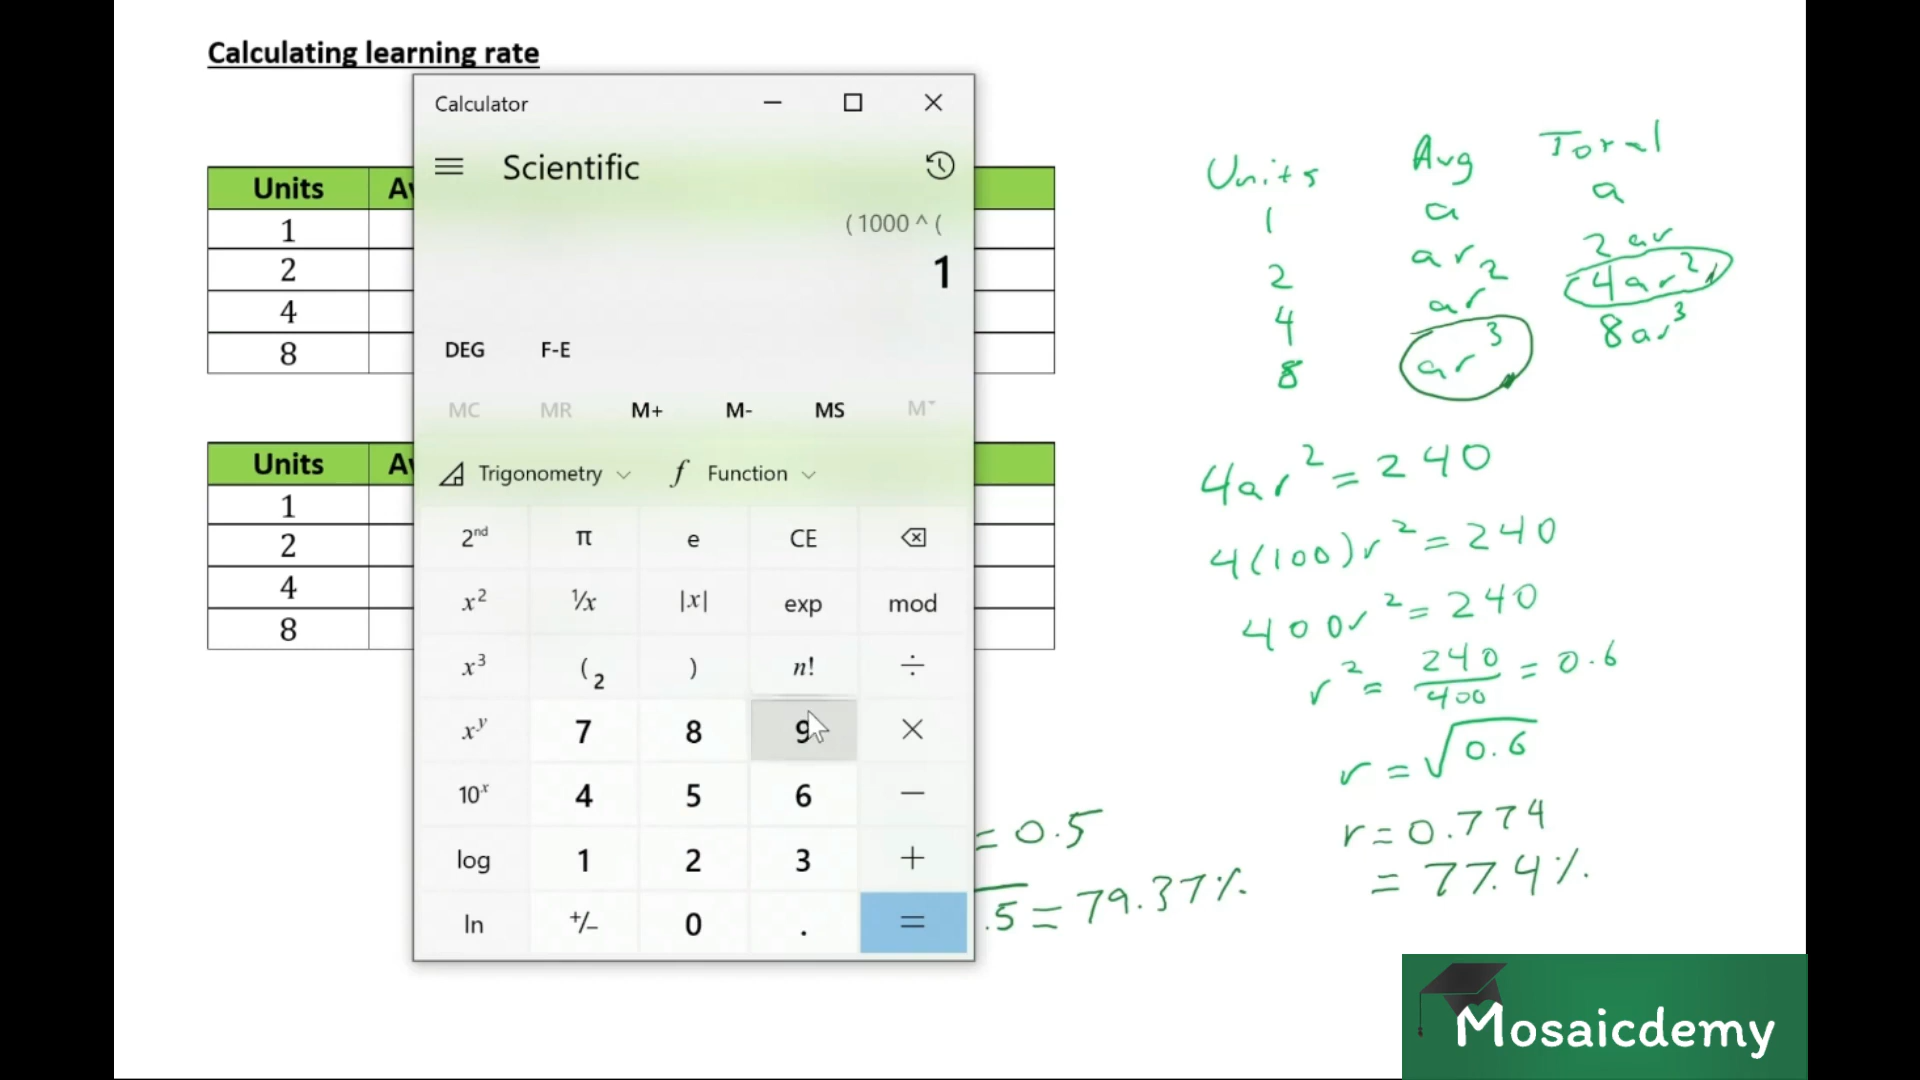 Calculating learning rate
Units Av
1
2
4
8
Units Av
1
2
4
8
Calculator
Scientific
(1000 ^ (
1
DEG F-E
MC MR M+ M- MS M
Trigonometry f Function
2nd π e CE
x² ¹/x |x| exp mod
x³ ( 2 ) n! ÷
xʸ 7 8 9 ×
10ˣ 4 5 6 −
log 1 2 3 +
ln +/− 0 . =
= 0.5
.5 = 79.37%
Units Avg Total
1 a a
2 ar 2ar
4 ar² 4ar²
8 ar³ 8ar³
4ar² = 240
4(100)r² = 240
400r² = 240
r² = 240/400 = 0.6
r = √0.6
r = 0.774
= 77.4%
Mosaicdemy